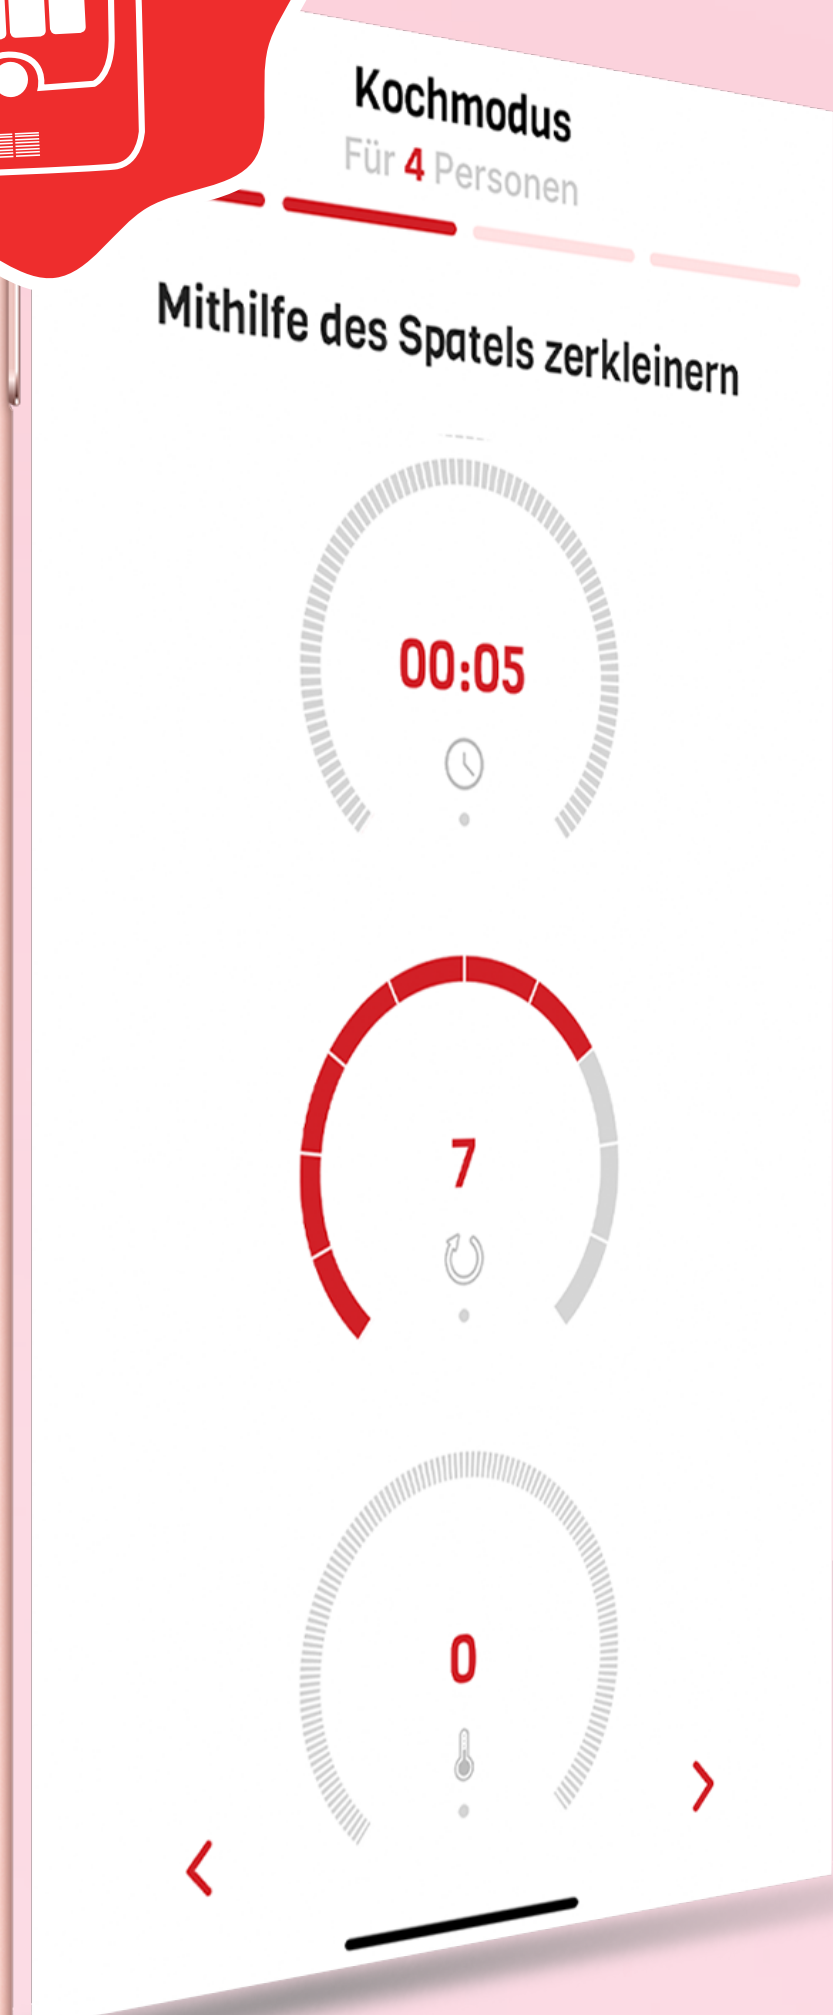 Kochmodus
Für 4 Personen
Mithilfe des Spatels zerkleinern
00:05
7
0